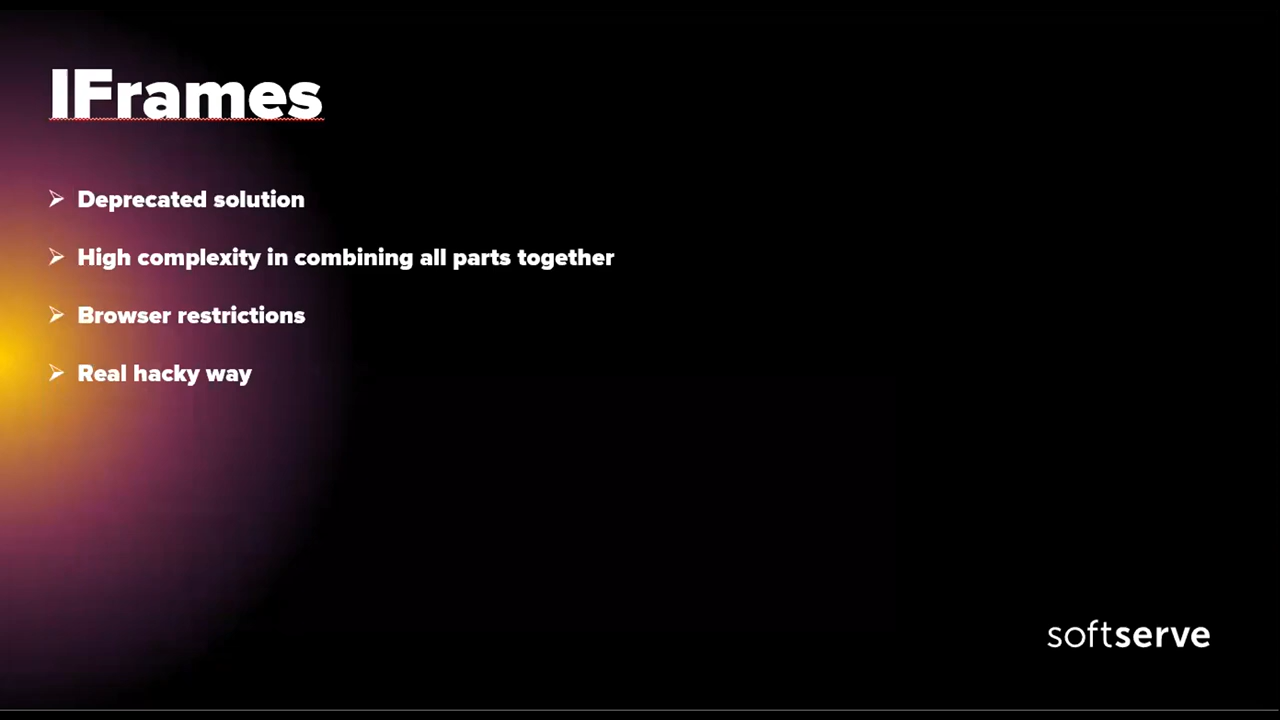 IFrames
Deprecated solution
High complexity in combining all parts together
Browser restrictions
Real hacky way
softserve